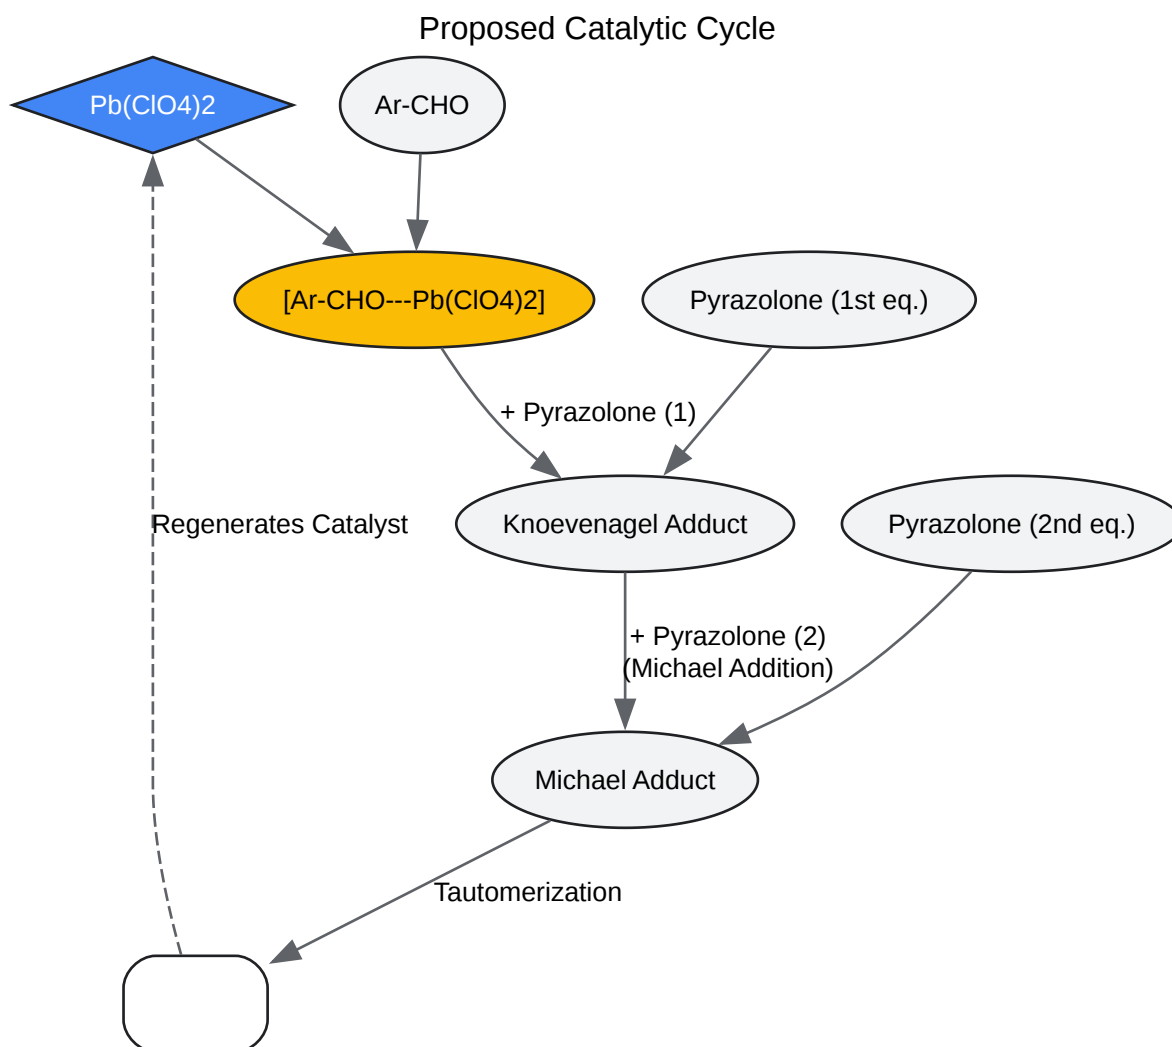 Proposed Catalytic Cycle
Pb(ClO4)2
Ar-CHO
[Ar-CHO---Pb(ClO4)2]
Pyrazolone (1st eq.)
+ Pyrazolone (1)
Regenerates Catalyst
Knoevenagel Adduct
Pyrazolone (2nd eq.)
+ Pyrazolone (2)
(Michael Addition)
Michael Adduct
Tautomerization